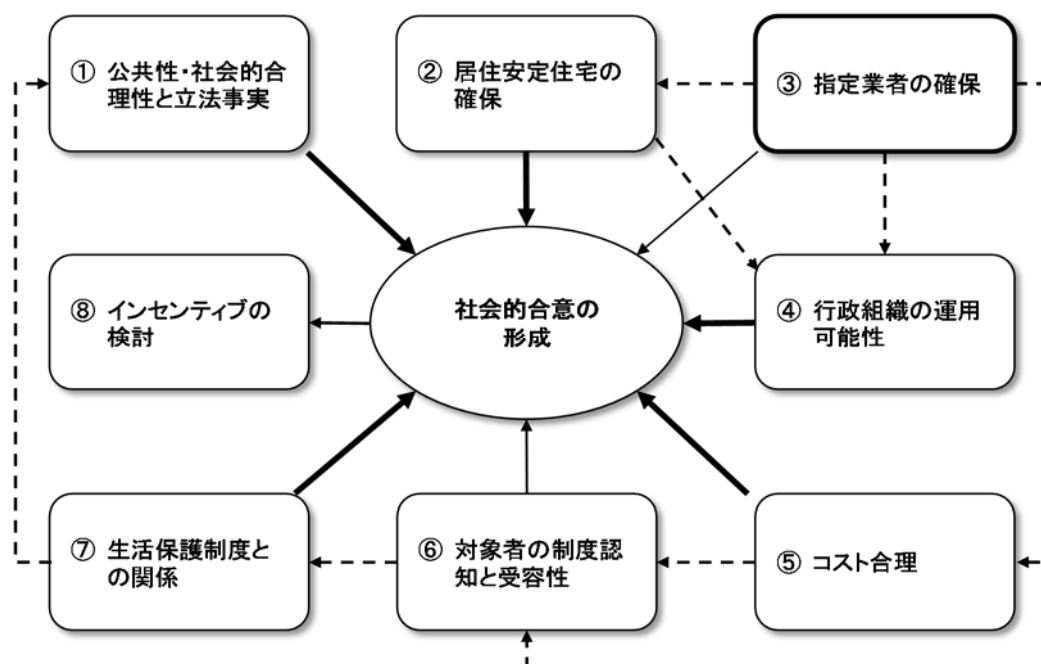 ① 公共性・社会的合
理性と立法事実
② 居住安定住宅の
確保
③ 指定業者の確保
⑧ インセンティブの
検討
社会的合意の
形成
④ 行政組織の運用
可能性
⑦ 生活保護制度と
の関係
⑥ 対象者の制度認
知と受容性
⑤ コスト合理